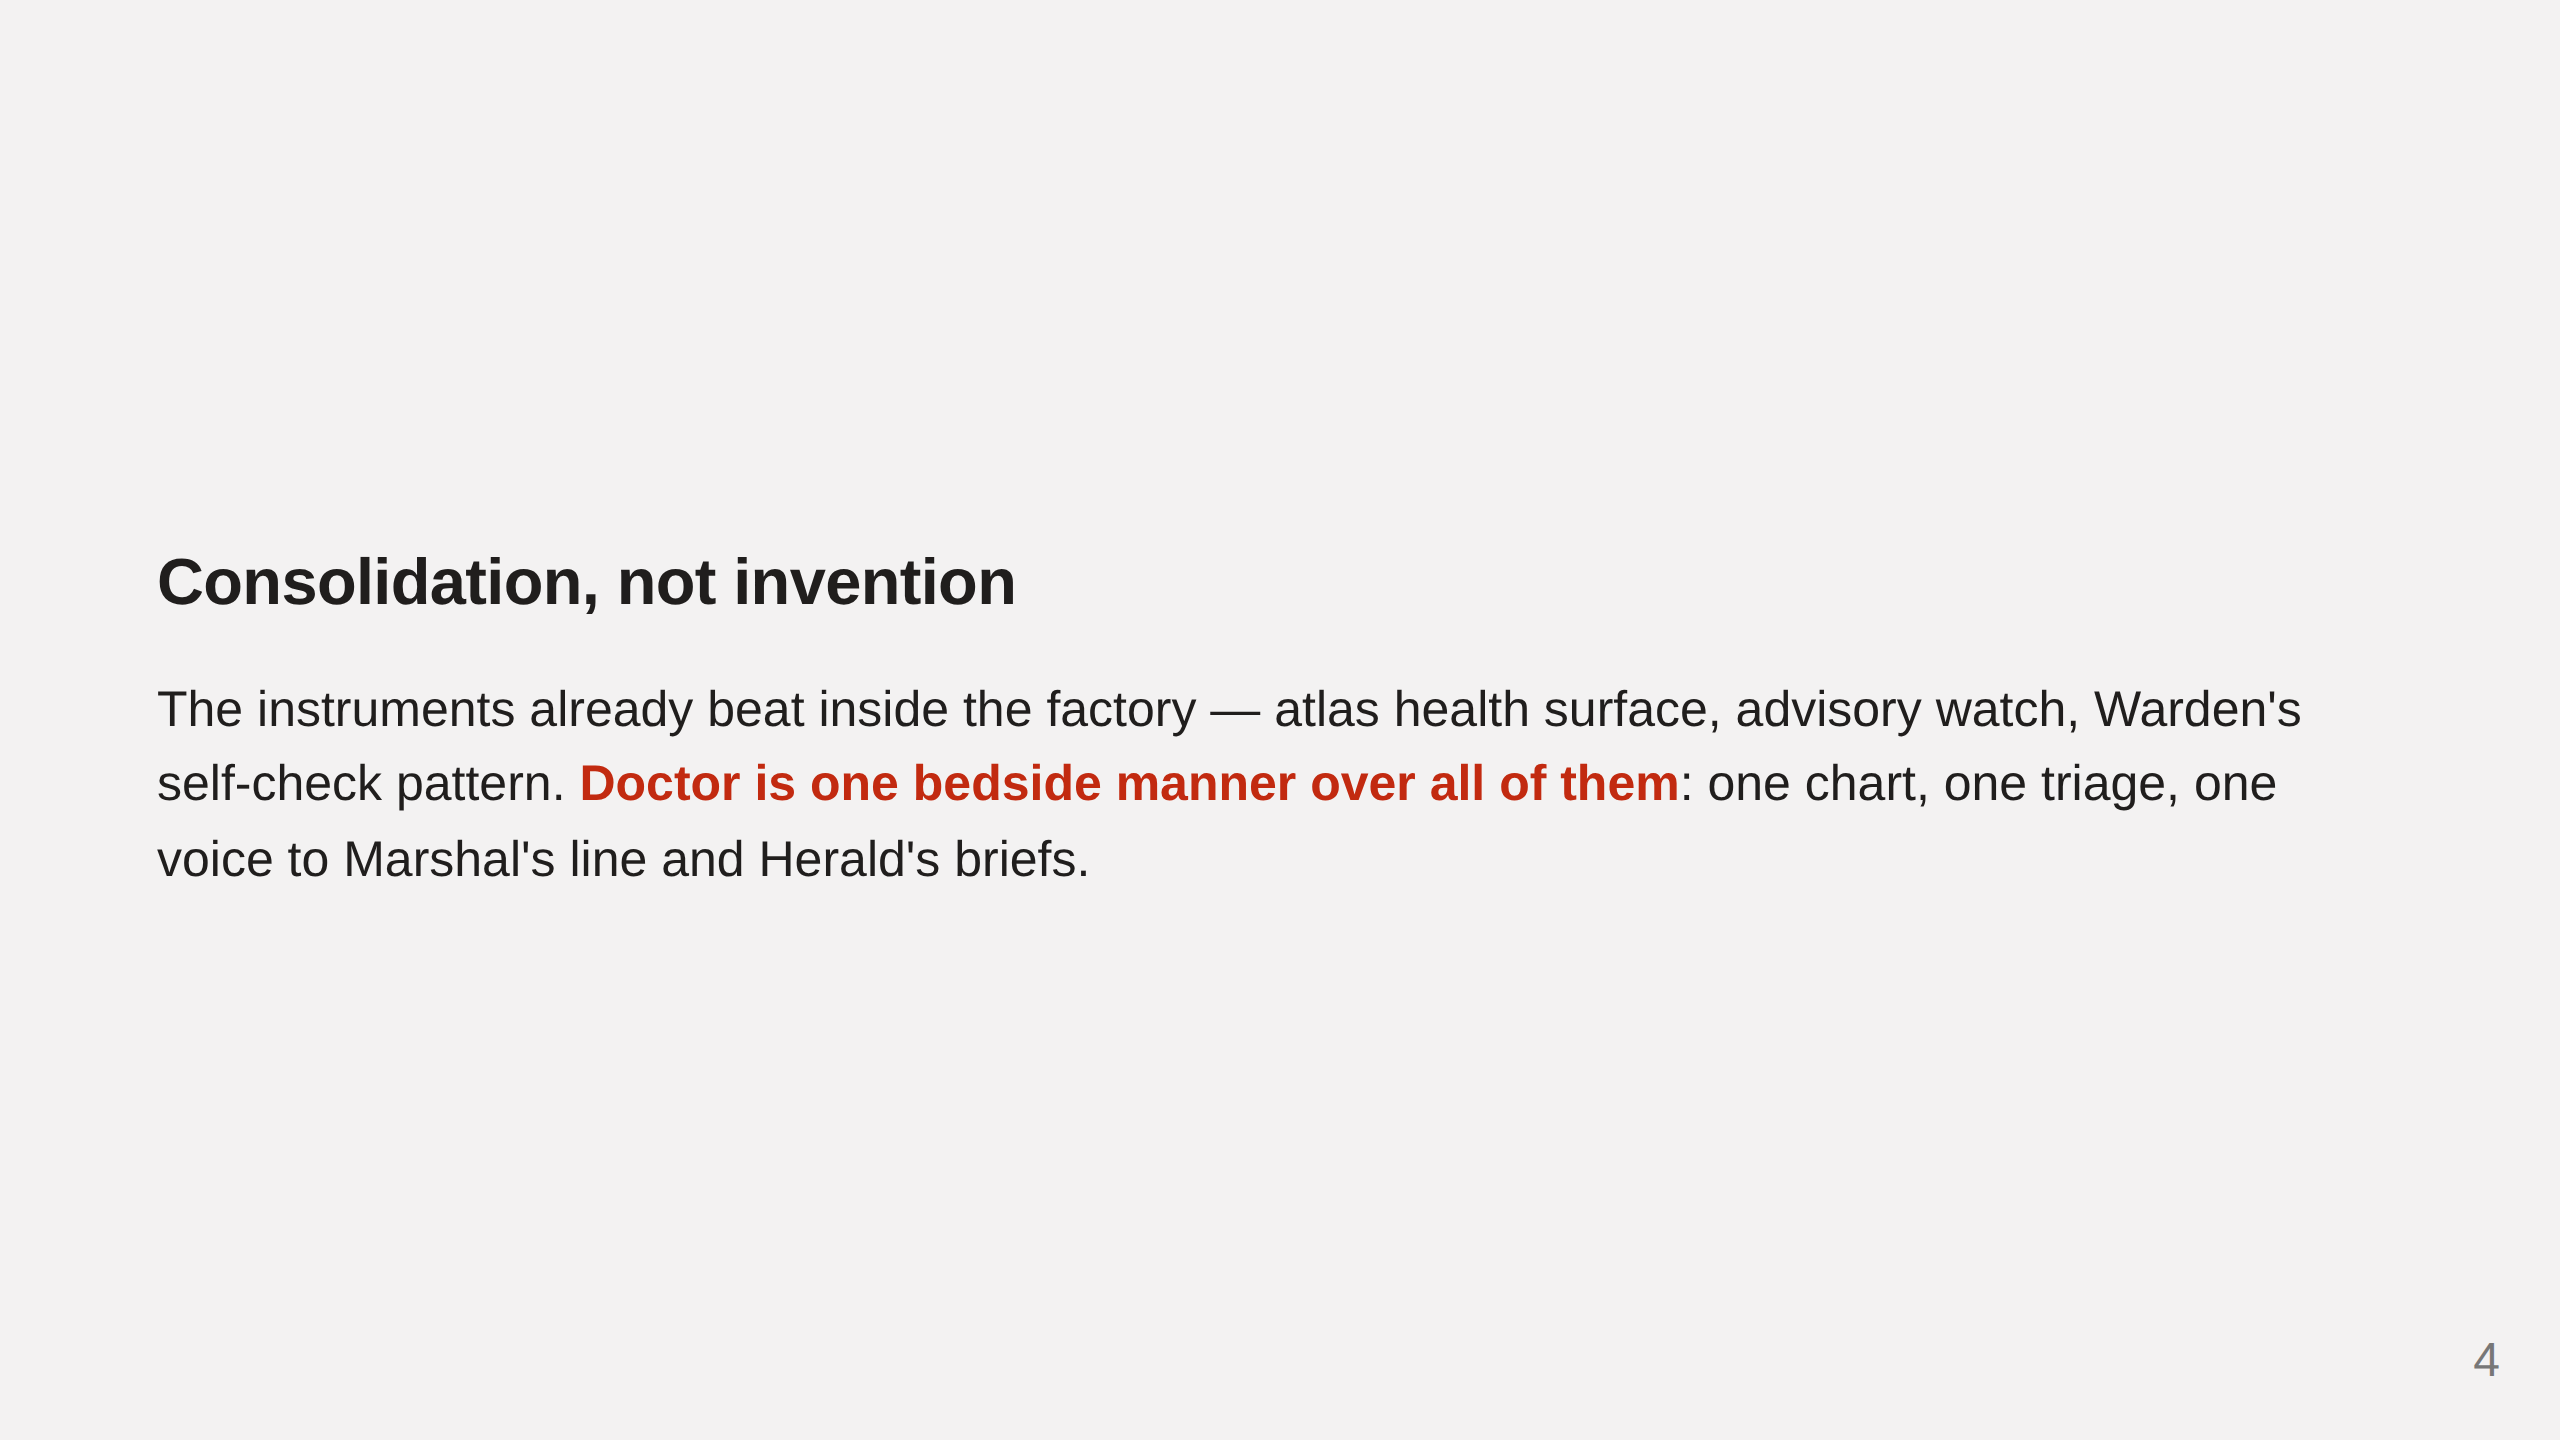 Consolidation, not invention
The instruments already beat inside the factory — atlas health surface, advisory watch, Warden's
self-check pattern. Doctor is one bedside manner over all of them: one chart, one triage, one
voice to Marshal's line and Herald's briefs.
4